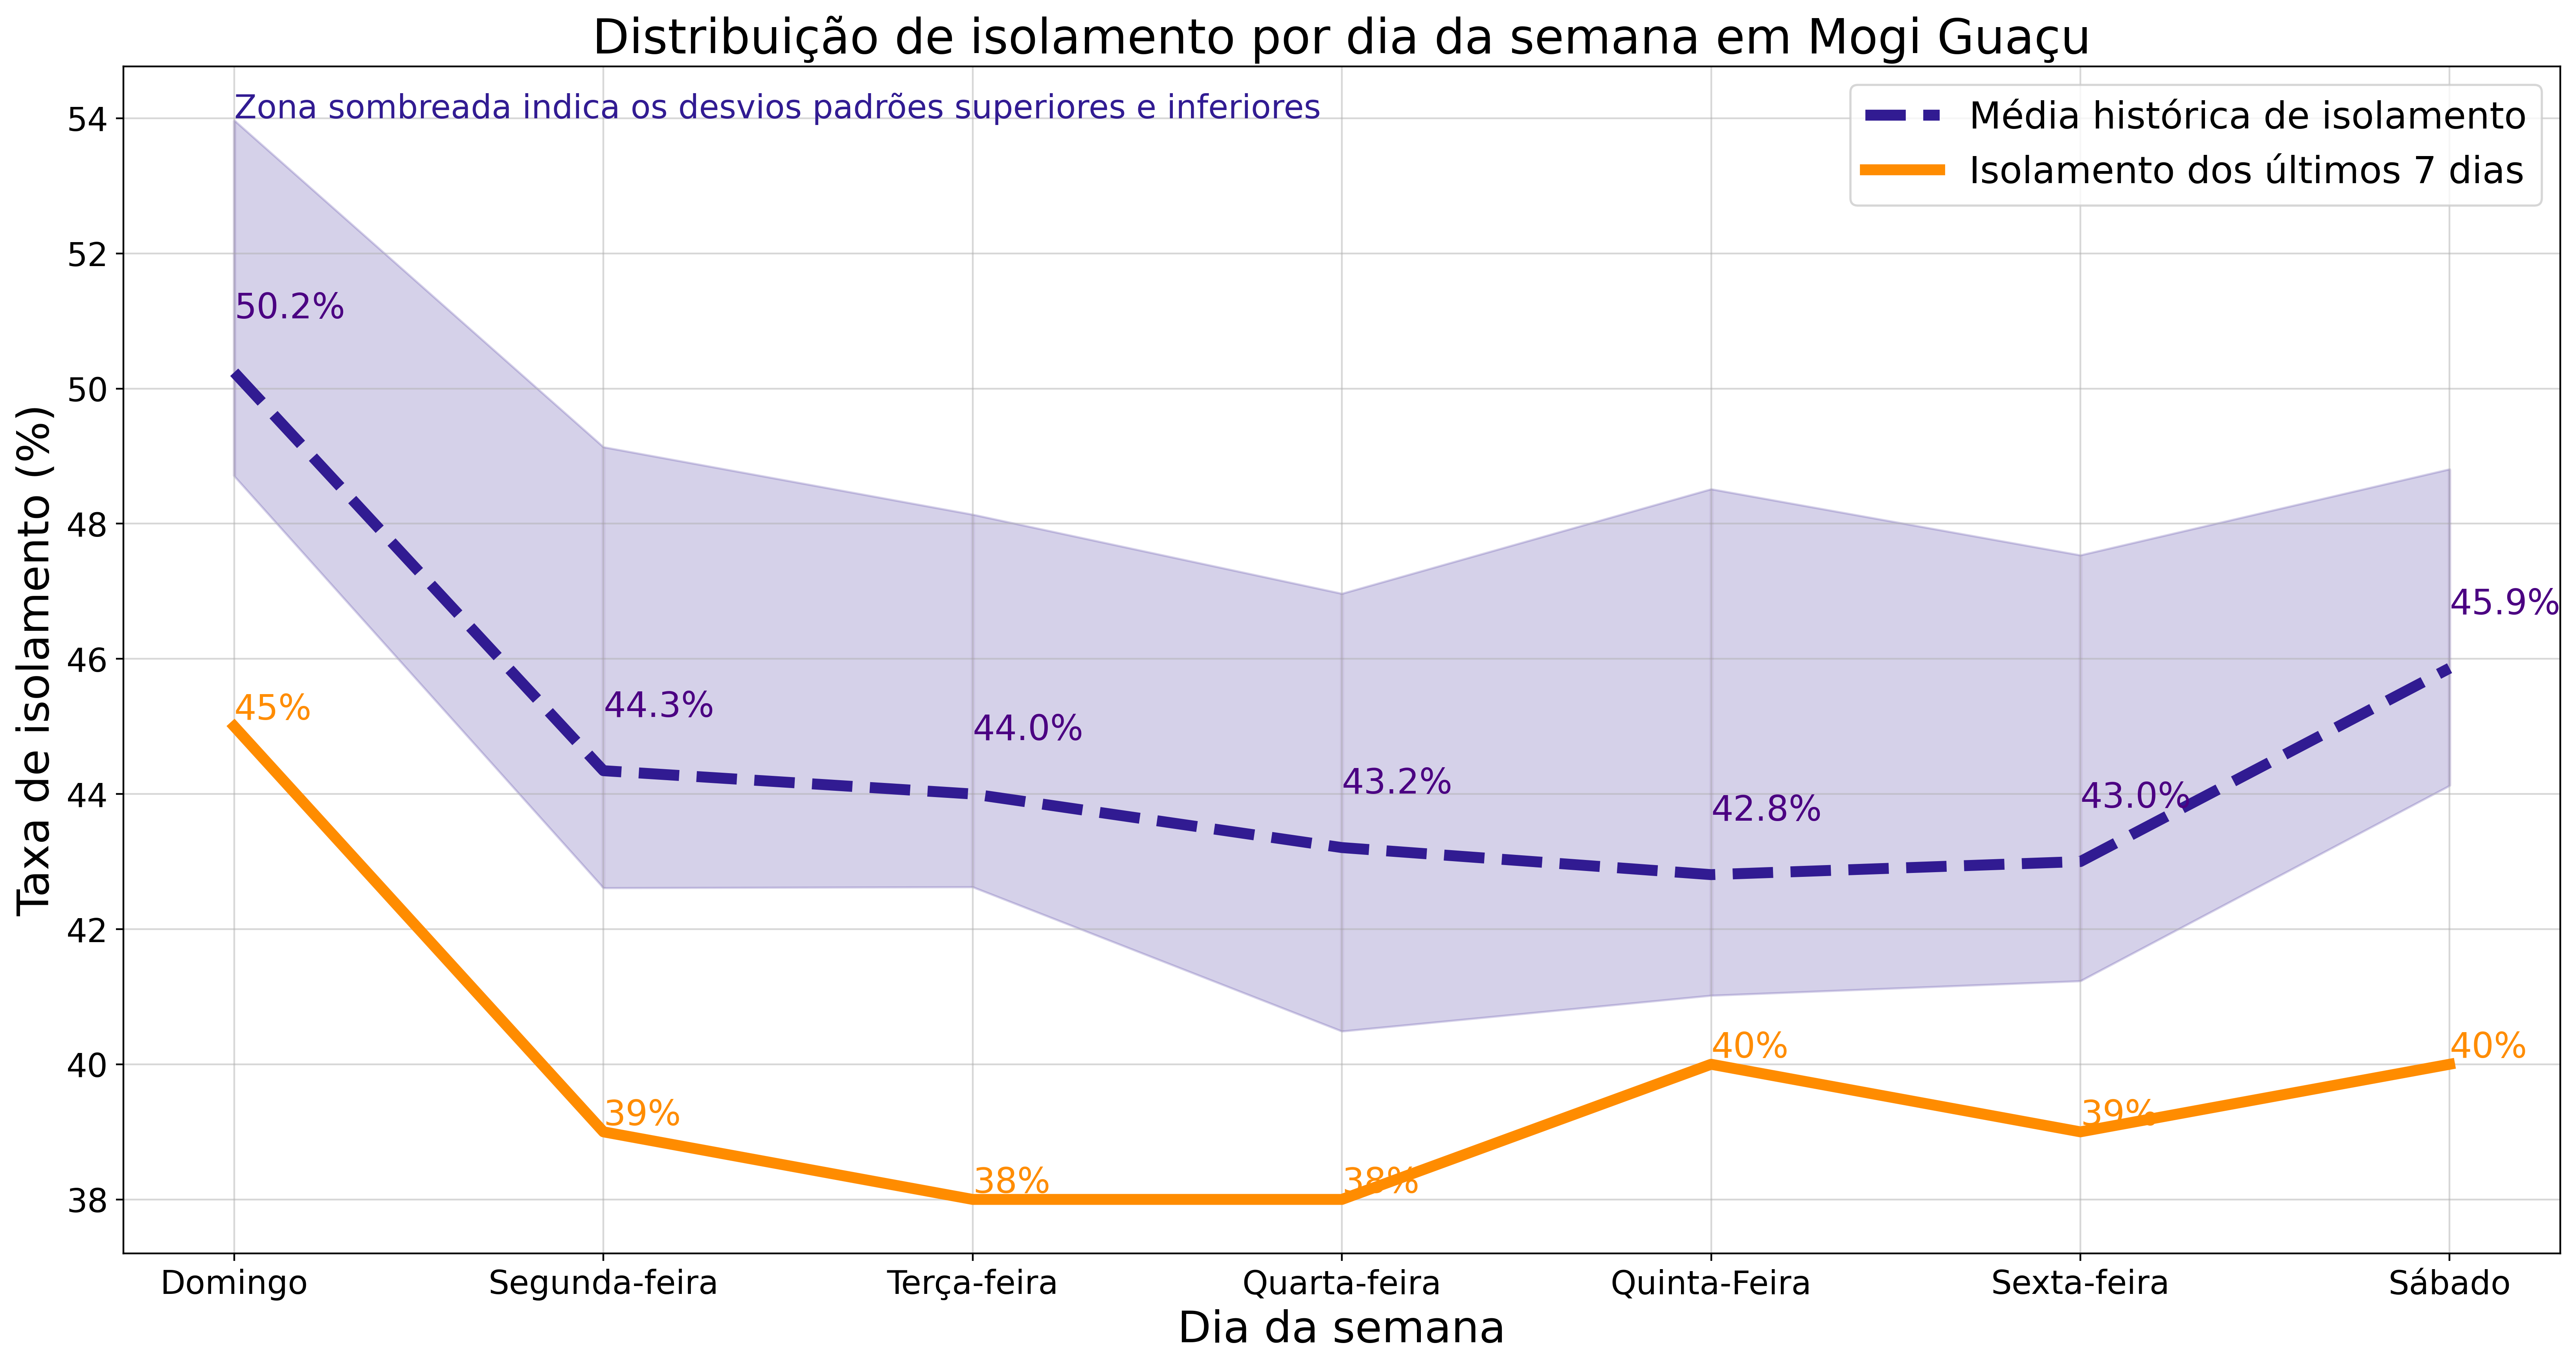 Distribuição de isolamento por dia da semana em Mogi Guaçu
Zona sombreada indica os desvios padrões superiores e inferiores
Média histórica de isolamento
Isolamento dos últimos 7 dias
Taxa de isolamento (%)
54
52
50
48
46
44
42
40
38
50.2%
44.3%
44.0%
43.2%
42.8%
43.0%
45.9%
45%
39%
38%
38%
40%
39%
40%
Domingo
Segunda-feira
Terça-feira
Quarta-feira
Quinta-Feira
Sexta-feira
Sábado
Dia da semana